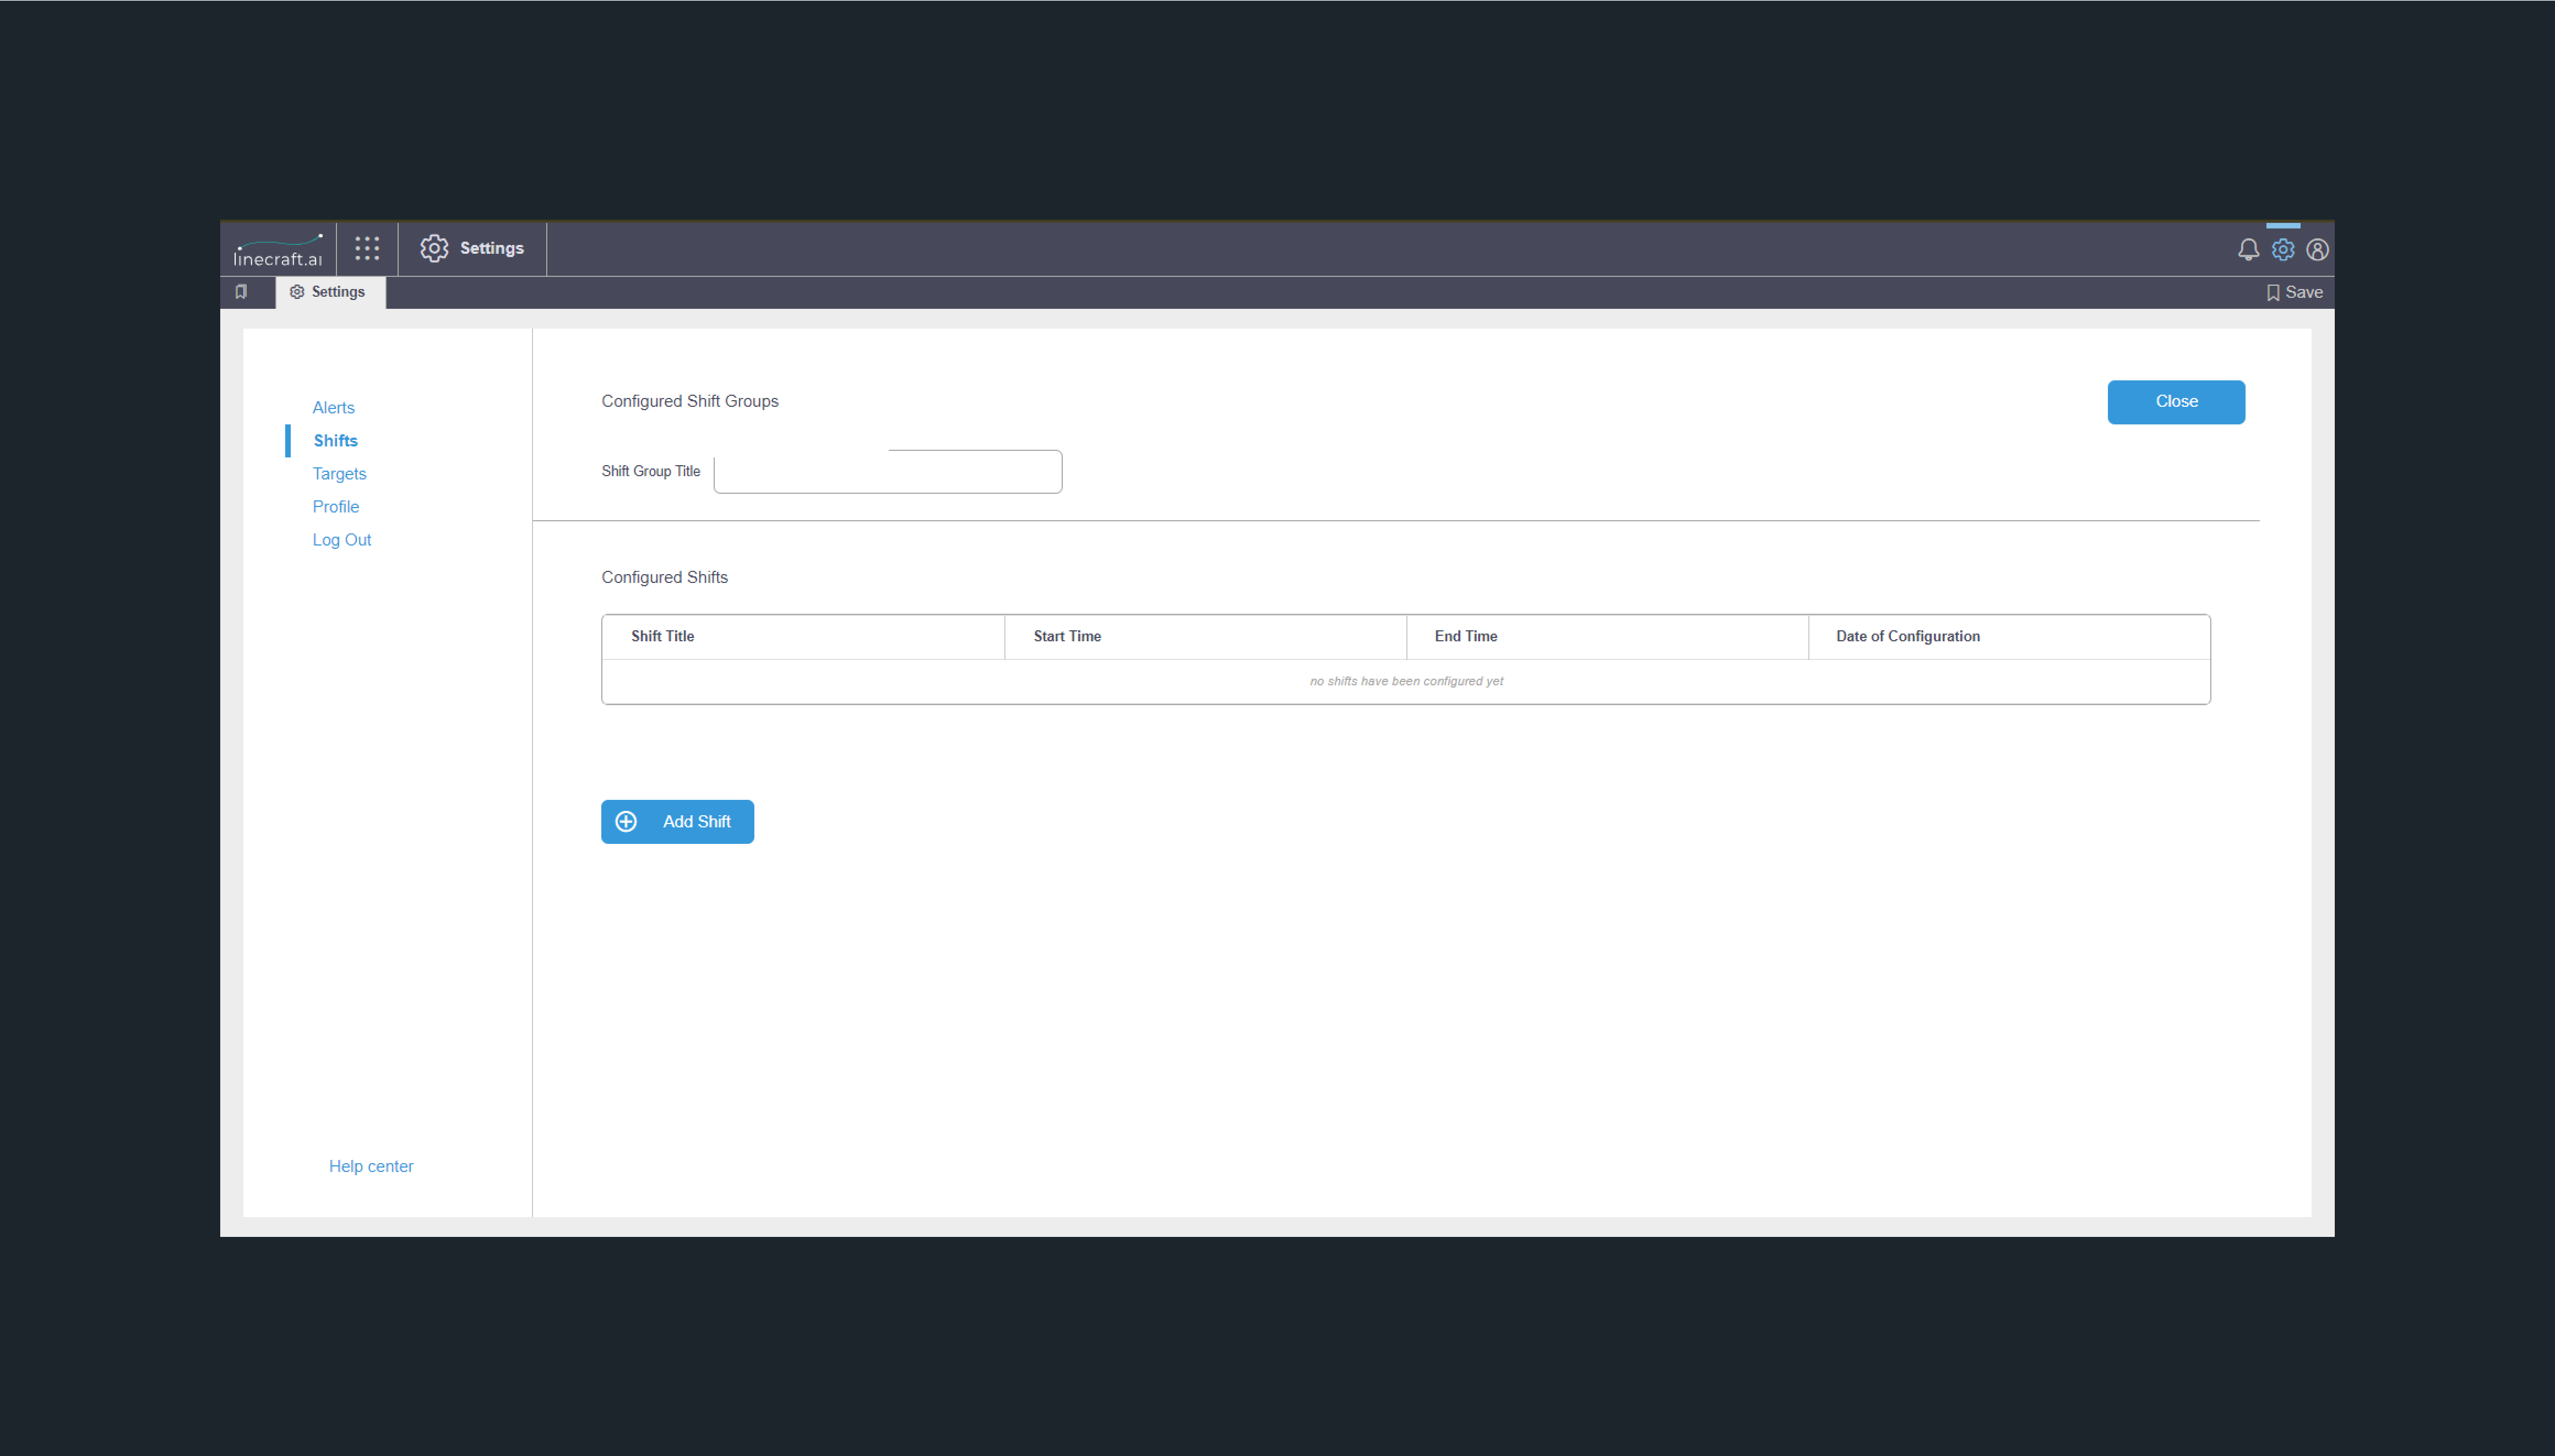 linecraft.ai
Settings
Settings
Save
Alerts
Shifts
Targets
Profile
Log Out
Help center
Configured Shift Groups
Close
Shift Group Title
Configured Shifts
Shift Title Start Time End Time Date of Configuration
no shifts have been configured yet
Add Shift